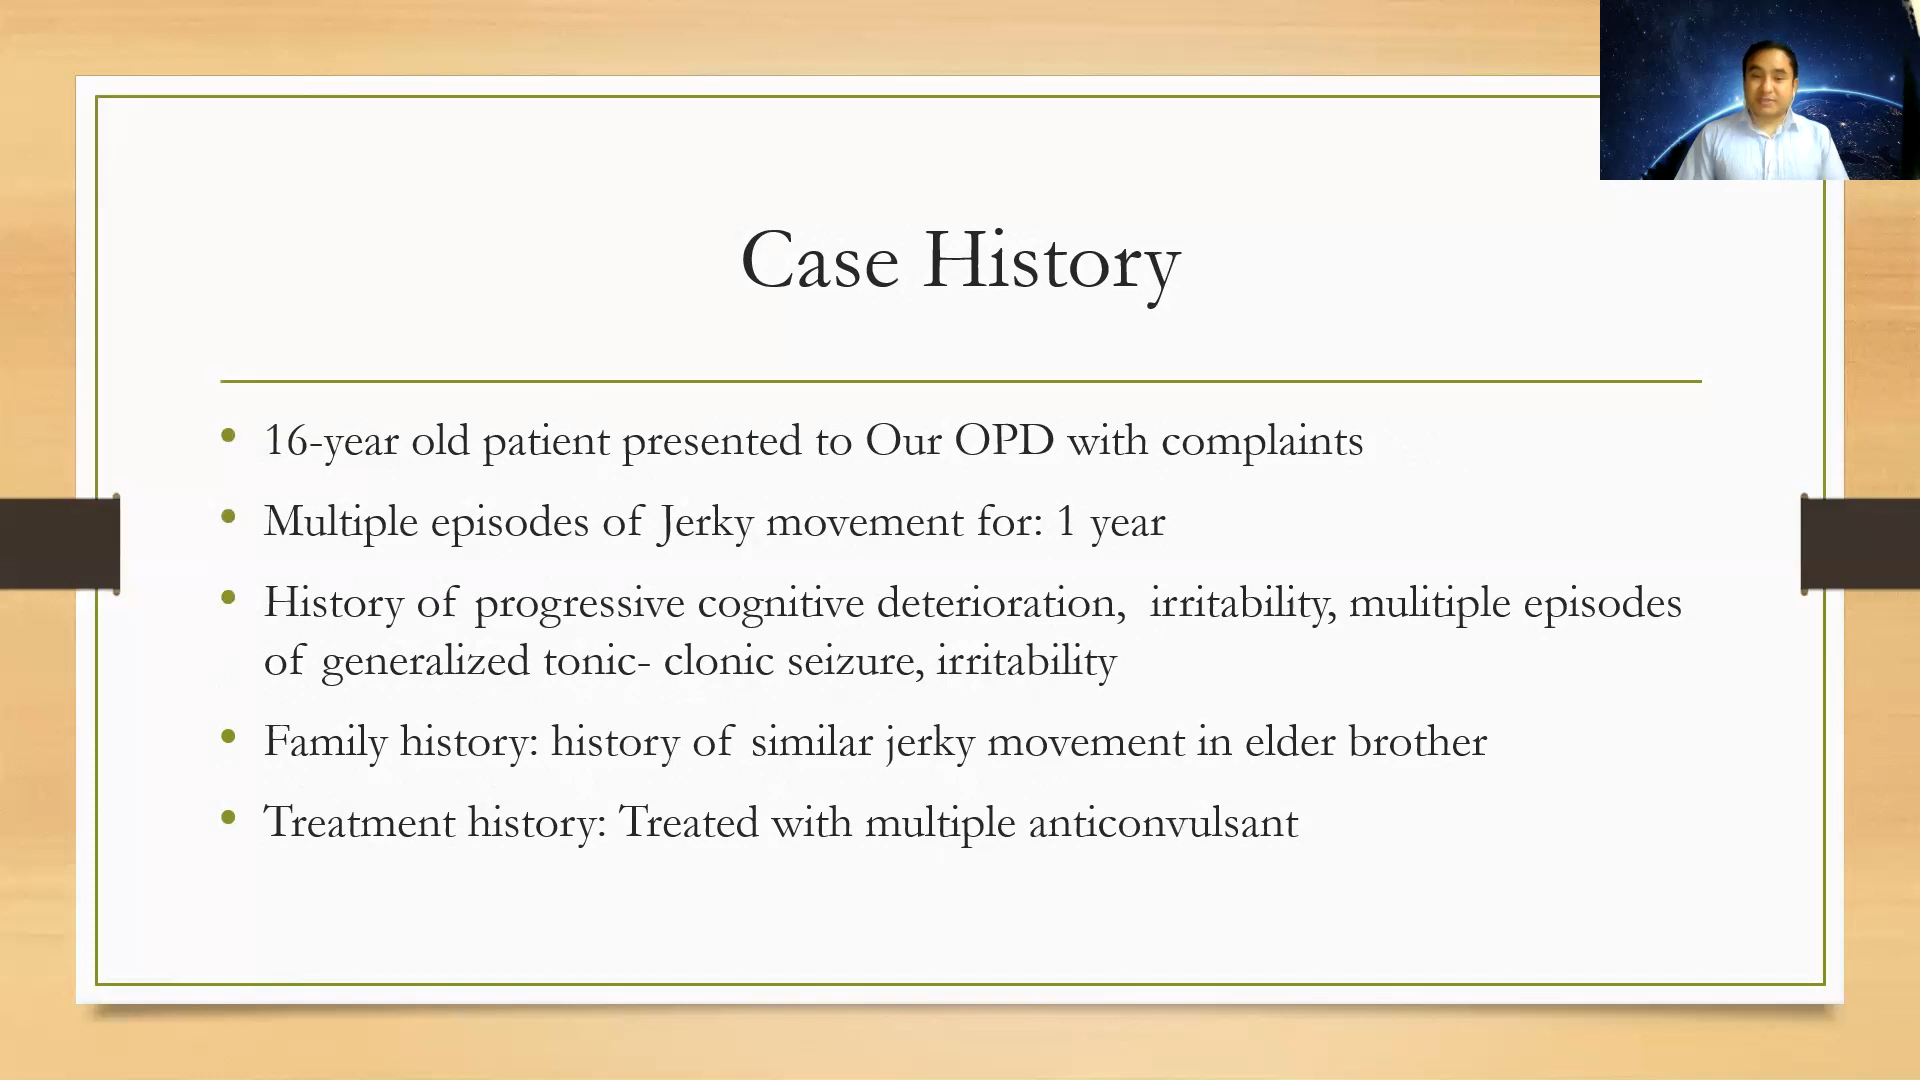 Case History
• 16-year old patient presented to Our OPD with complaints
• Multiple episodes of Jerky movement for: 1 year
• History of progressive cognitive deterioration, irritability, mulitiple episodes
of generalized tonic- clonic seizure, irritability
• Family history: history of similar jerky movement in elder brother
• Treatment history: Treated with multiple anticonvulsant